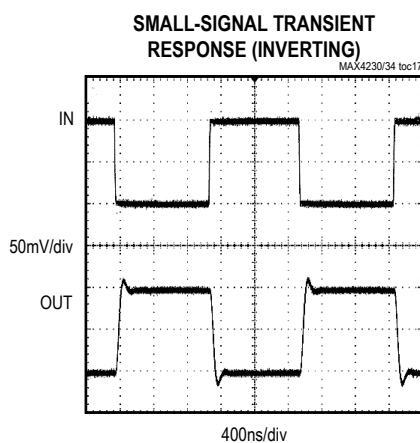 SMALL-SIGNAL TRANSIENT
RESPONSE (INVERTING)
MAX4230/34 toc17
IN
50mV/div
OUT
400ns/div